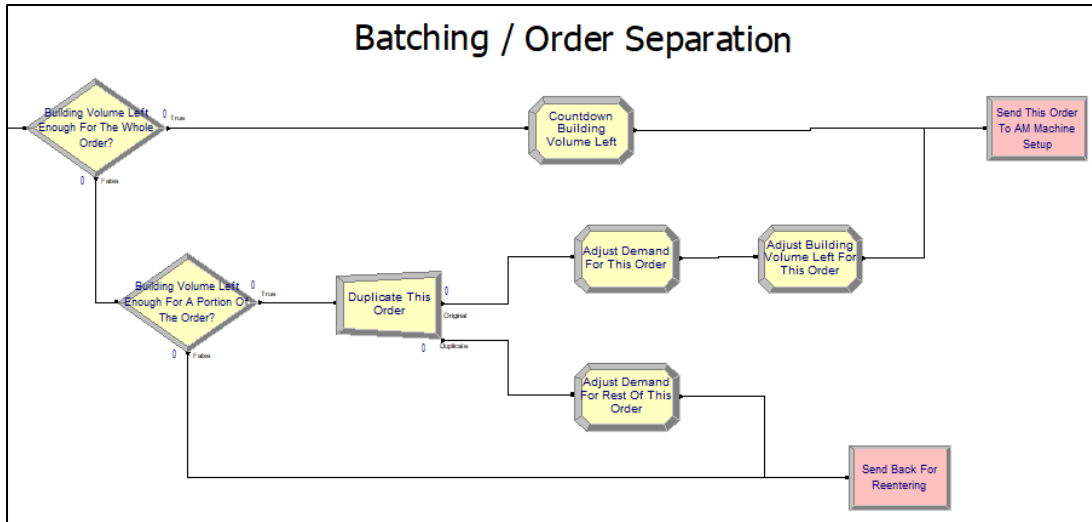 Batching / Order Separation
Building Volume Left
Enough For The Whole
Order?
0
True
0
False
Countdown
Building
Volume Left
Send This Order
To AM Machine
Setup
Building Volume Left
Enough For A Portion Of
The Order?
0
True
0
False
Duplicate This
Order
0
Original
0
Duplicate
Adjust Demand
For This Order
Adjust Building
Volume Left For
This Order
Adjust Demand
For Rest Of This
Order
Send Back For
Reentering